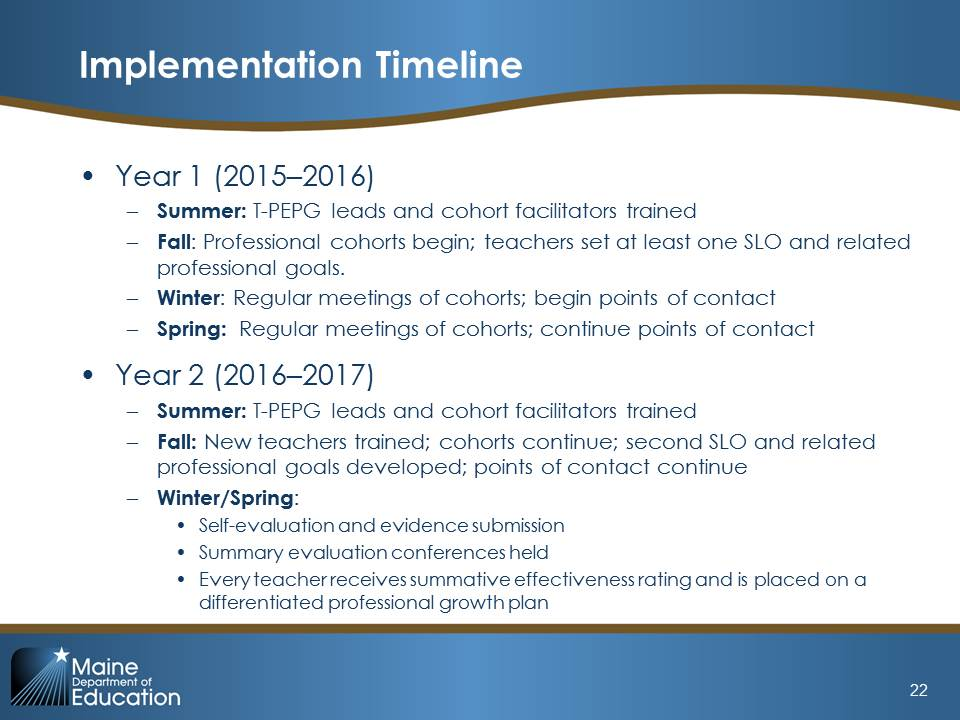 Implementation Timeline
• Year 1 (2015–2016)
– Summer: T-PEPG leads and cohort facilitators trained
– Fall: Professional cohorts begin; teachers set at least one SLO and related
professional goals.
– Winter: Regular meetings of cohorts; begin points of contact
– Spring: Regular meetings of cohorts; continue points of contact
• Year 2 (2016–2017)
– Summer: T-PEPG leads and cohort facilitators trained
– Fall: New teachers trained; cohorts continue; second SLO and related
professional goals developed; points of contact continue
– Winter/Spring:
• Self-evaluation and evidence submission
• Summary evaluation conferences held
• Every teacher receives summative effectiveness rating and is placed on a
differentiated professional growth plan
Maine
Department of
Education
22